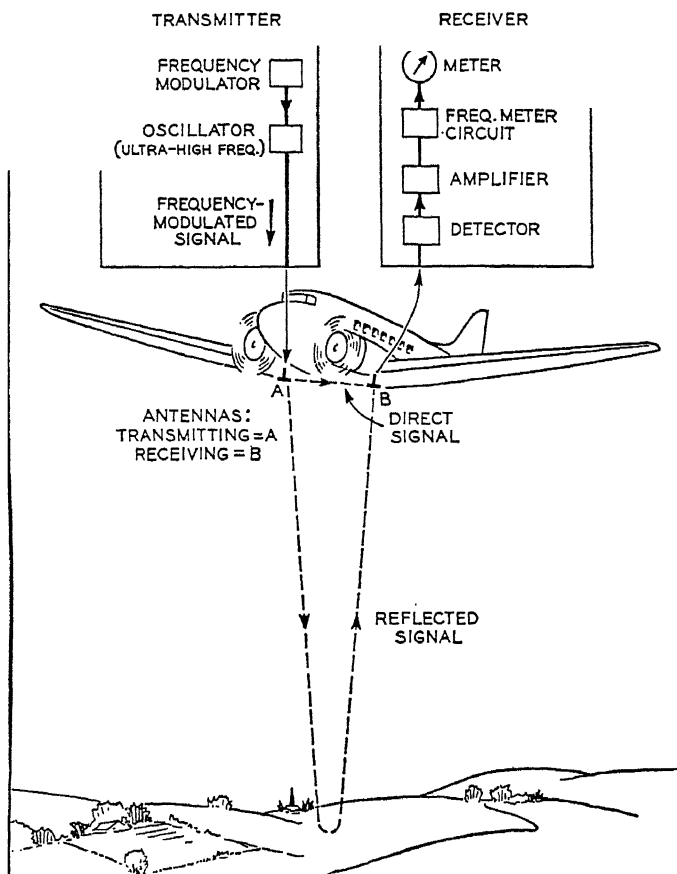 TRANSMITTER
FREQUENCY
MODULATOR
OSCILLATOR
(ULTRA-HIGH FREQ.)
FREQUENCY-
MODULATED
SIGNAL
RECEIVER
METER
FREQ. METER
CIRCUIT
AMPLIFIER
DETECTOR
A
B
ANTENNAS:
TRANSMITTING=A
RECEIVING=B
DIRECT
SIGNAL
REFLECTED
SIGNAL